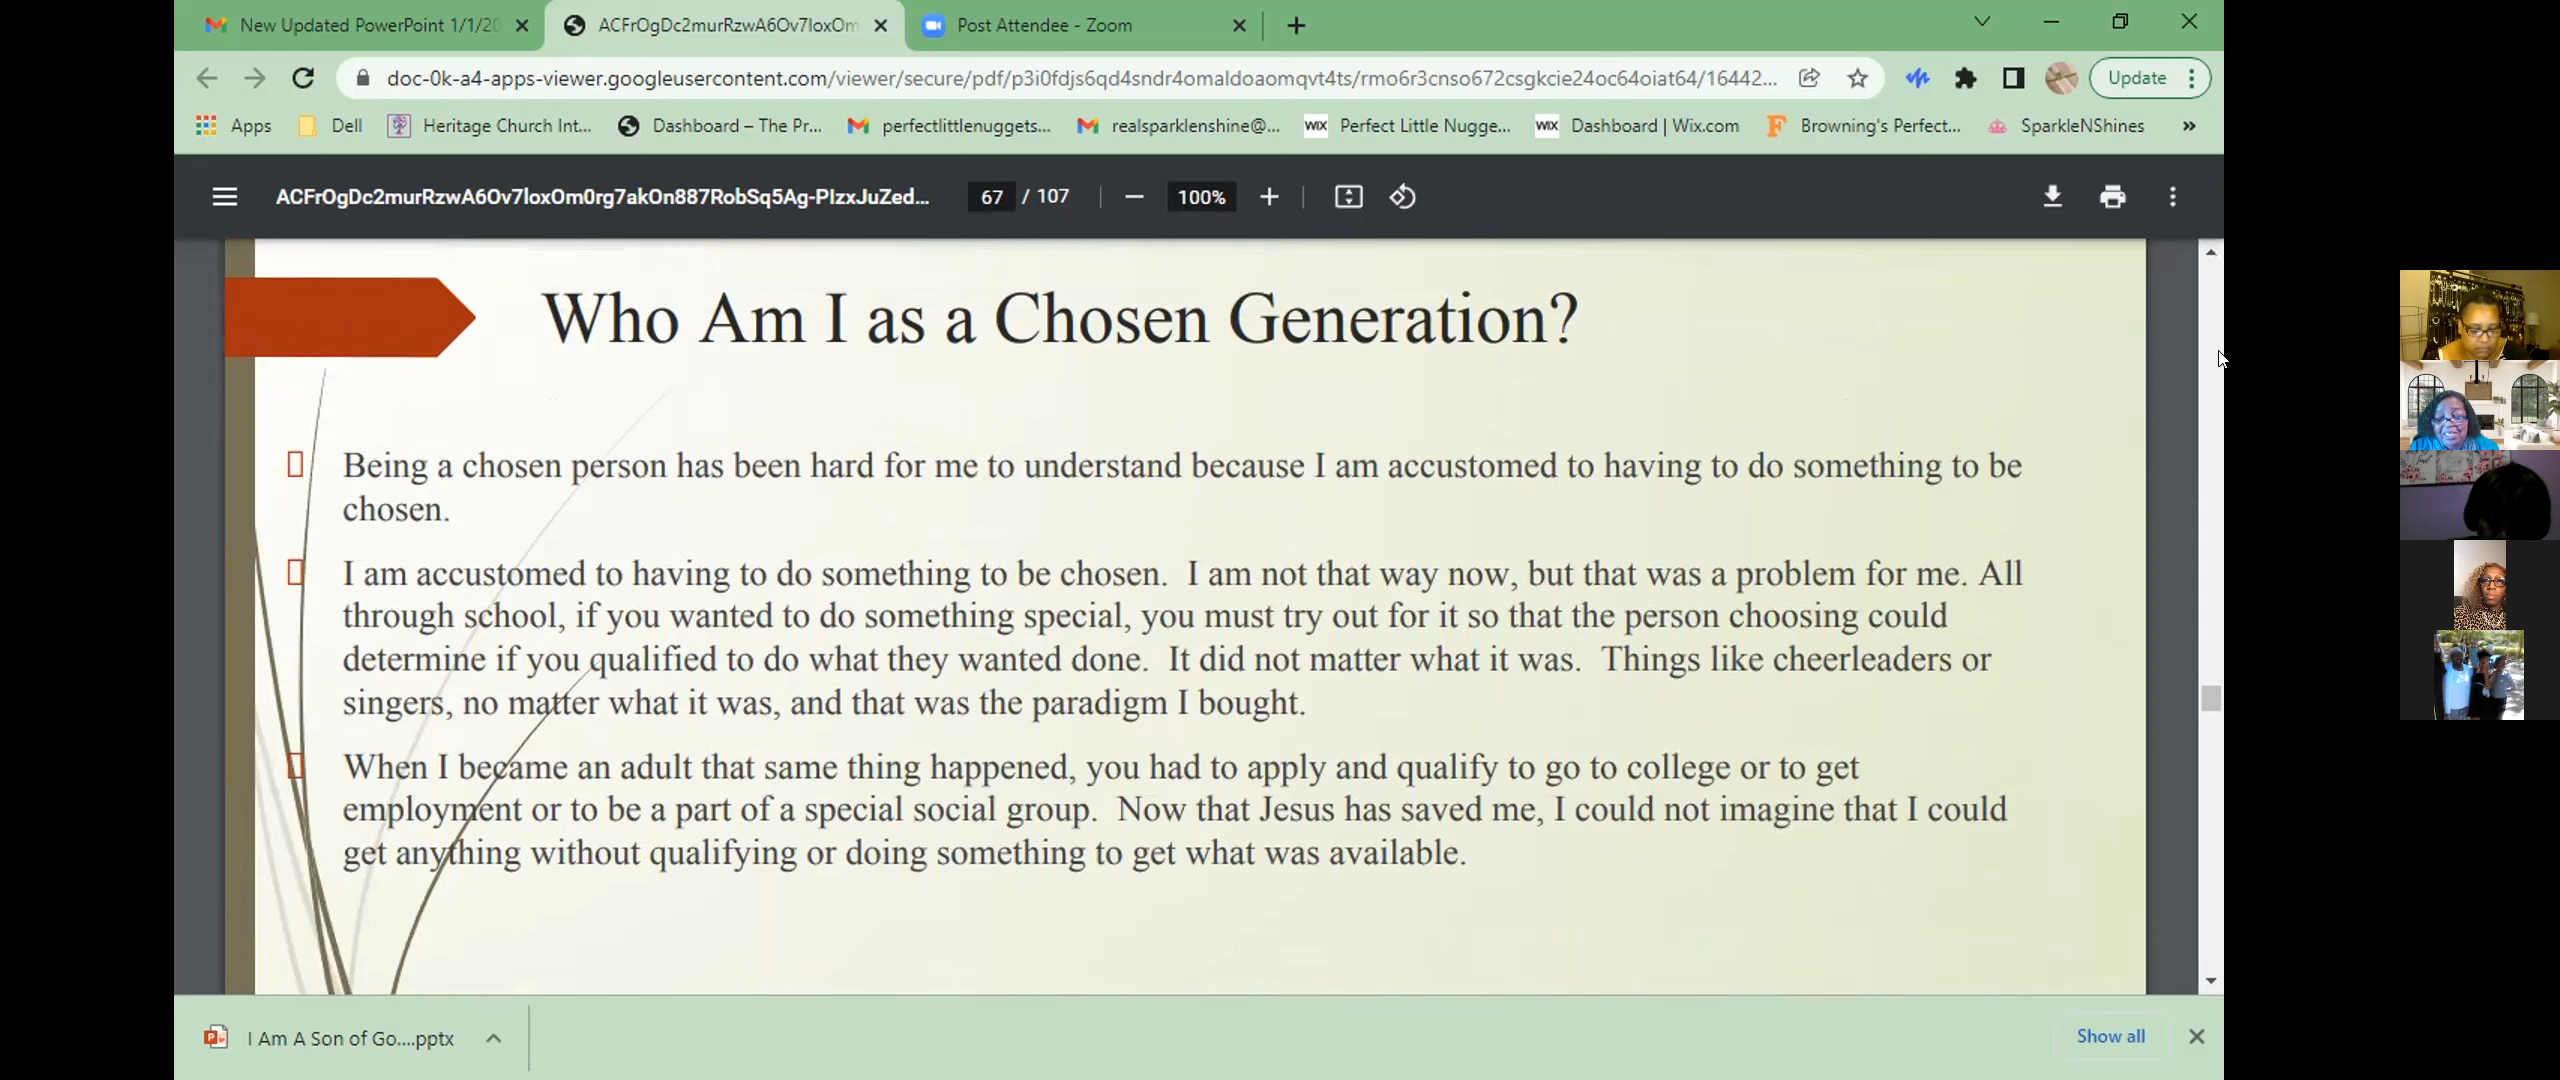 New Updated PowerPoint 1/1/20
ACFrOgDc2murRzwA6Ov7loxOm
Post Attendee - Zoom
doc-0k-a4-apps-viewer.googleusercontent.com/viewer/secure/pdf/p3i0fdjs6qd4sndr4omaldoaomqvt4ts/rmo6r3cnso672csgkcie24oc64oiat64/16442...
Update
Apps
Dell
Heritage Church Int...
Dashboard – The Pr...
perfectlittlenuggets...
realsparklenshine@...
WIX Perfect Little Nugge...
WIX Dashboard | Wix.com
Browning's Perfect...
SparkleNShines
»
ACFrOgDc2murRzwA6Ov7loxOm0rg7akOn887RobSq5Ag-PIzxJuZed...
67 / 107
100%
Who Am I as a Chosen Generation?
Being a chosen person has been hard for me to understand because I am accustomed to having to do something to be
chosen.
I am accustomed to having to do something to be chosen. I am not that way now, but that was a problem for me. All
through school, if you wanted to do something special, you must try out for it so that the person choosing could
determine if you qualified to do what they wanted done. It did not matter what it was. Things like cheerleaders or
singers, no matter what it was, and that was the paradigm I bought.
When I became an adult that same thing happened, you had to apply and qualify to go to college or to get
employment or to be a part of a special social group. Now that Jesus has saved me, I could not imagine that I could
get anything without qualifying or doing something to get what was available.
I Am A Son of Go....pptx
Show all